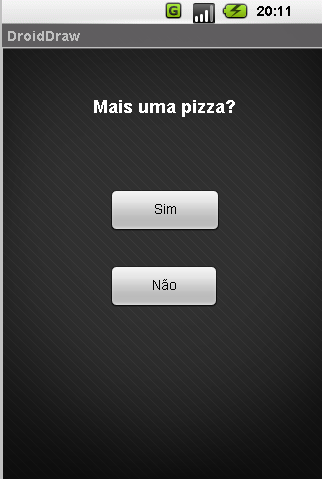 G 20:11
DroidDraw
Mais uma pizza?
Sim
Não